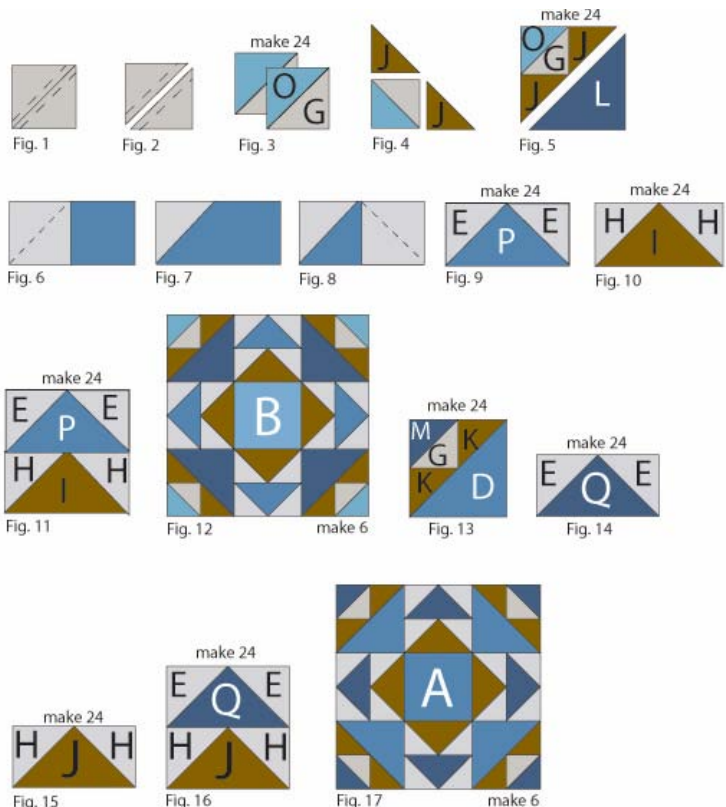 make 24
O
G
J
J
make 24
O
G
J
J
L
Fig. 1
Fig. 2
Fig. 3
Fig. 4
Fig. 5
make 24
E
P
E
make 24
H
I
H
Fig. 6
Fig. 7
Fig. 8
Fig. 9
Fig. 10
make 24
E
P
E
H
I
H
Fig. 11
B
Fig. 12
make 6
make 24
M
G
K
K
D
Fig. 13
make 24
E
Q
E
Fig. 14
make 24
H
J
H
Fig. 15
make 24
E
Q
E
H
J
H
Fig. 16
A
Fig. 17
make 6